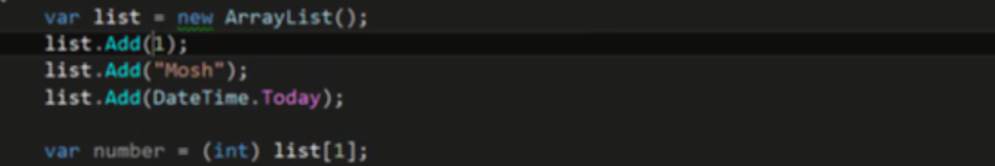 var list = new ArrayList();
list.Add(1);
list.Add("Mosh");
list.Add(DateTime.Today);
var number = (int) list[1];